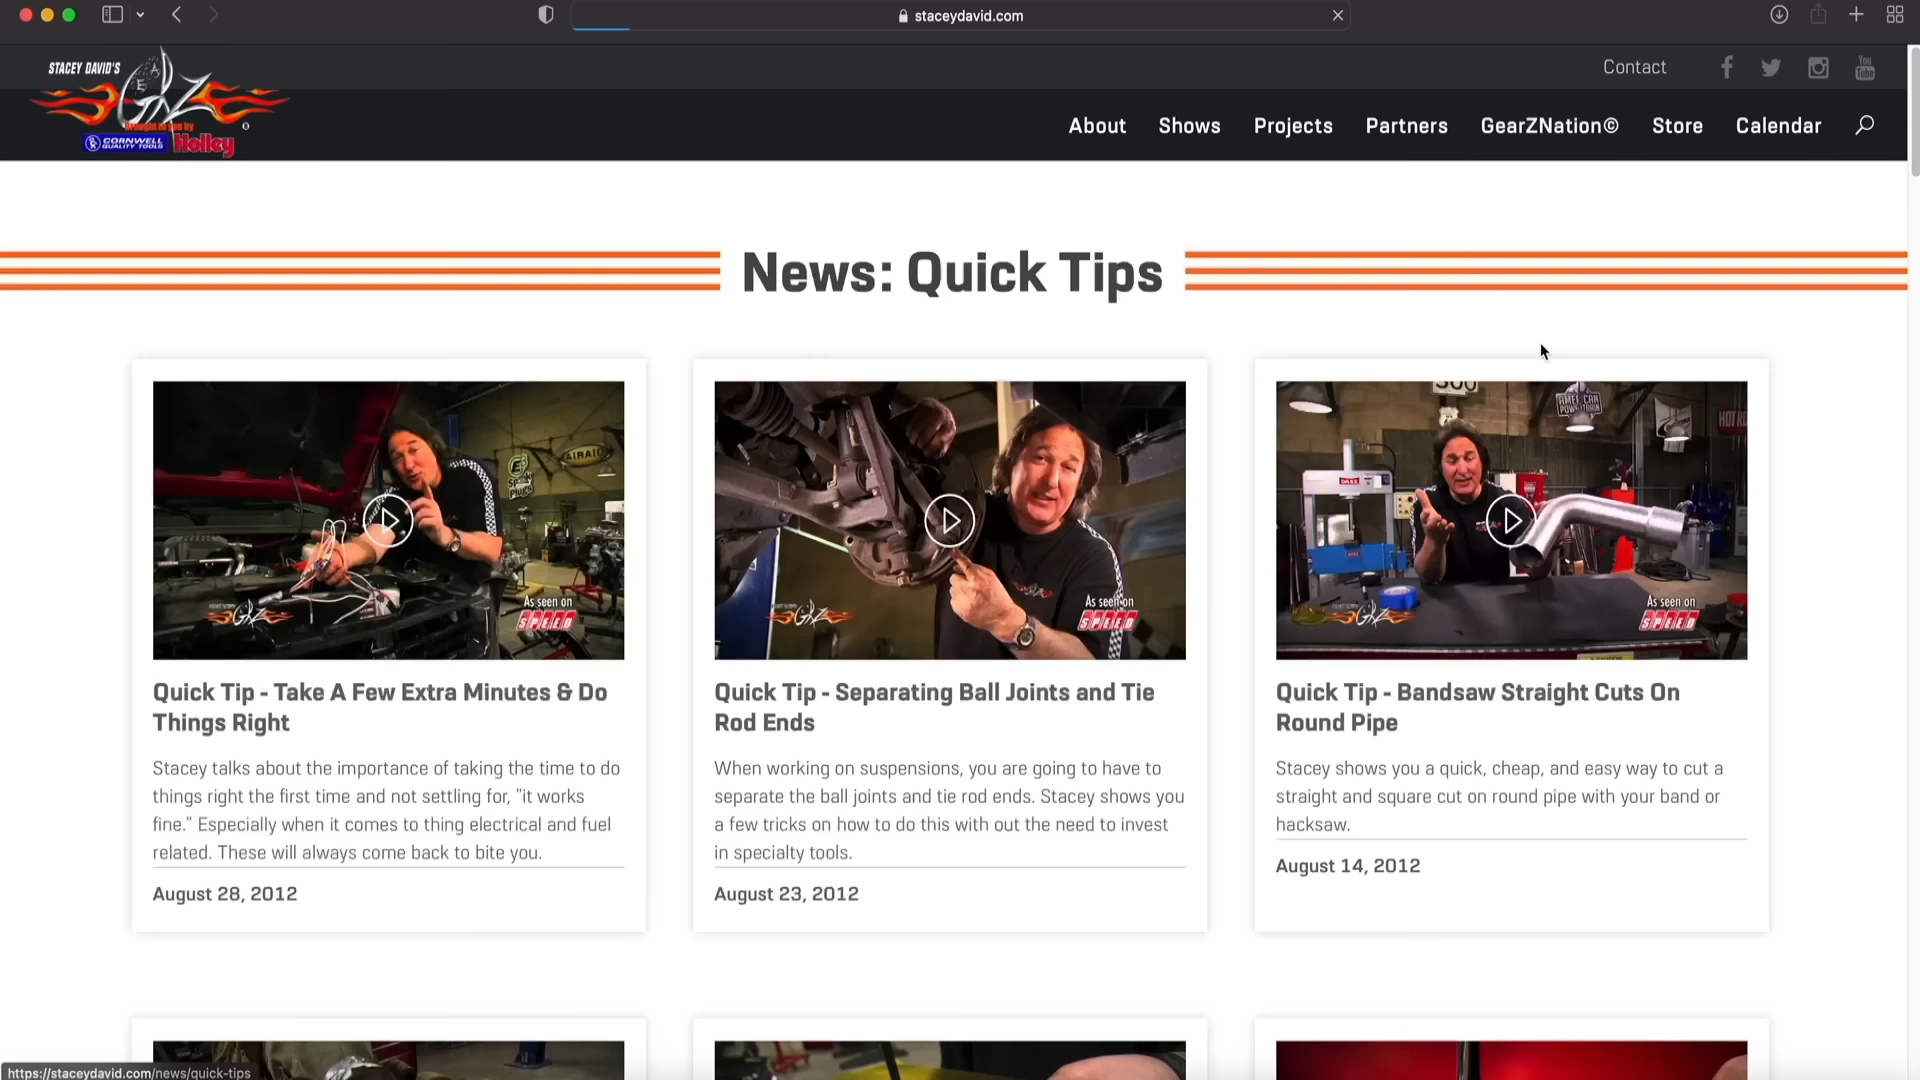 staceydavid.com
Contact
STACEY DAVID'S
GEARZ
Brought to you by
CORNWELL
QUALITY TOOLS
Holley
About Shows Projects Partners GearZNation© Store Calendar
News: Quick Tips
AIRAID
As seen on
SPEED
Quick Tip - Take A Few Extra Minutes & Do
Things Right
Stacey talks about the importance of taking the time to do
things right the first time and not settling for, "it works
fine." Especially when it comes to thing electrical and fuel
related. These will always come back to bite you.
August 28, 2012
As seen on
SPEED
Quick Tip - Separating Ball Joints and Tie
Rod Ends
When working on suspensions, you are going to have to
separate the ball joints and tie rod ends. Stacey shows you
a few tricks on how to do this with out the need to invest
in specialty tools.
August 23, 2012
AMERICAN
POWERTRAIN
As seen on
SPEED
Quick Tip - Bandsaw Straight Cuts On
Round Pipe
Stacey shows you a quick, cheap, and easy way to cut a
straight and square cut on round pipe with your band or
hacksaw.
August 14, 2012
https://staceydavid.com/news/quick-tips